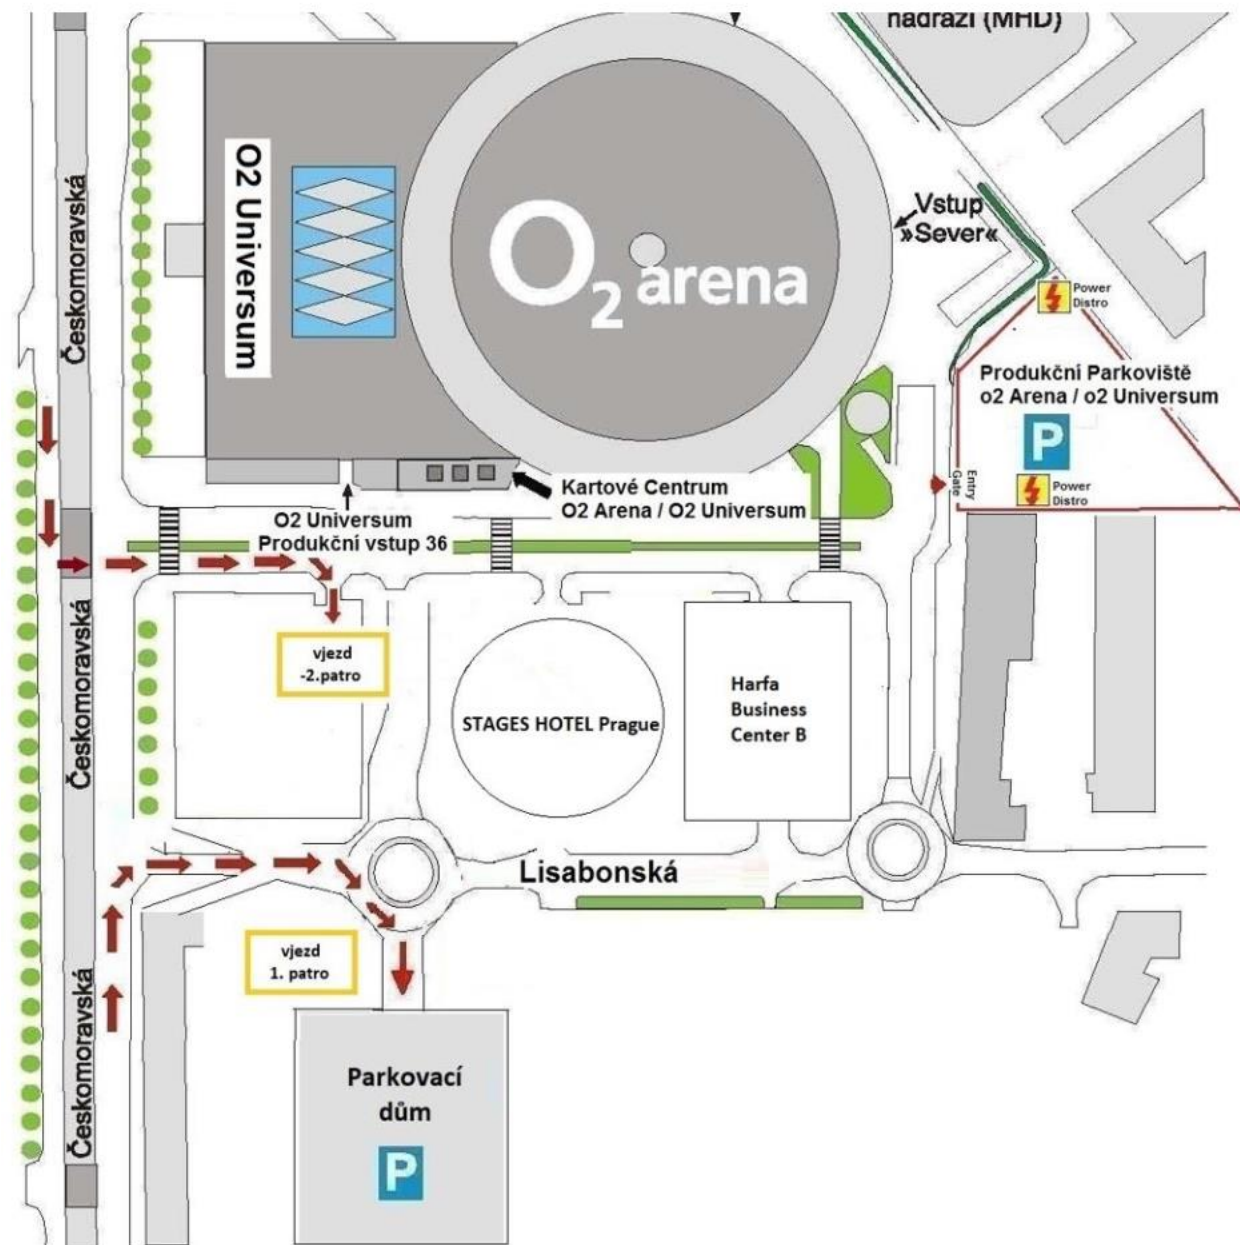 nádraží (MHD)
O2 Universum
O2 arena
Vstup
»Sever«
Českomoravská
Power
Distro
Produkční Parkoviště
o2 Arena / o2 Universum
P
Power
Distro
Entry
Gate
Kartové Centrum
O2 Arena / O2 Universum
O2 Universum
Produkční vstup 36
Českomoravská
vjezd
-2.patro
STAGES HOTEL Prague
Harfa
Business
Center B
Lisabonská
vjezd
1. patro
Českomoravská
Parkovací
dům
P